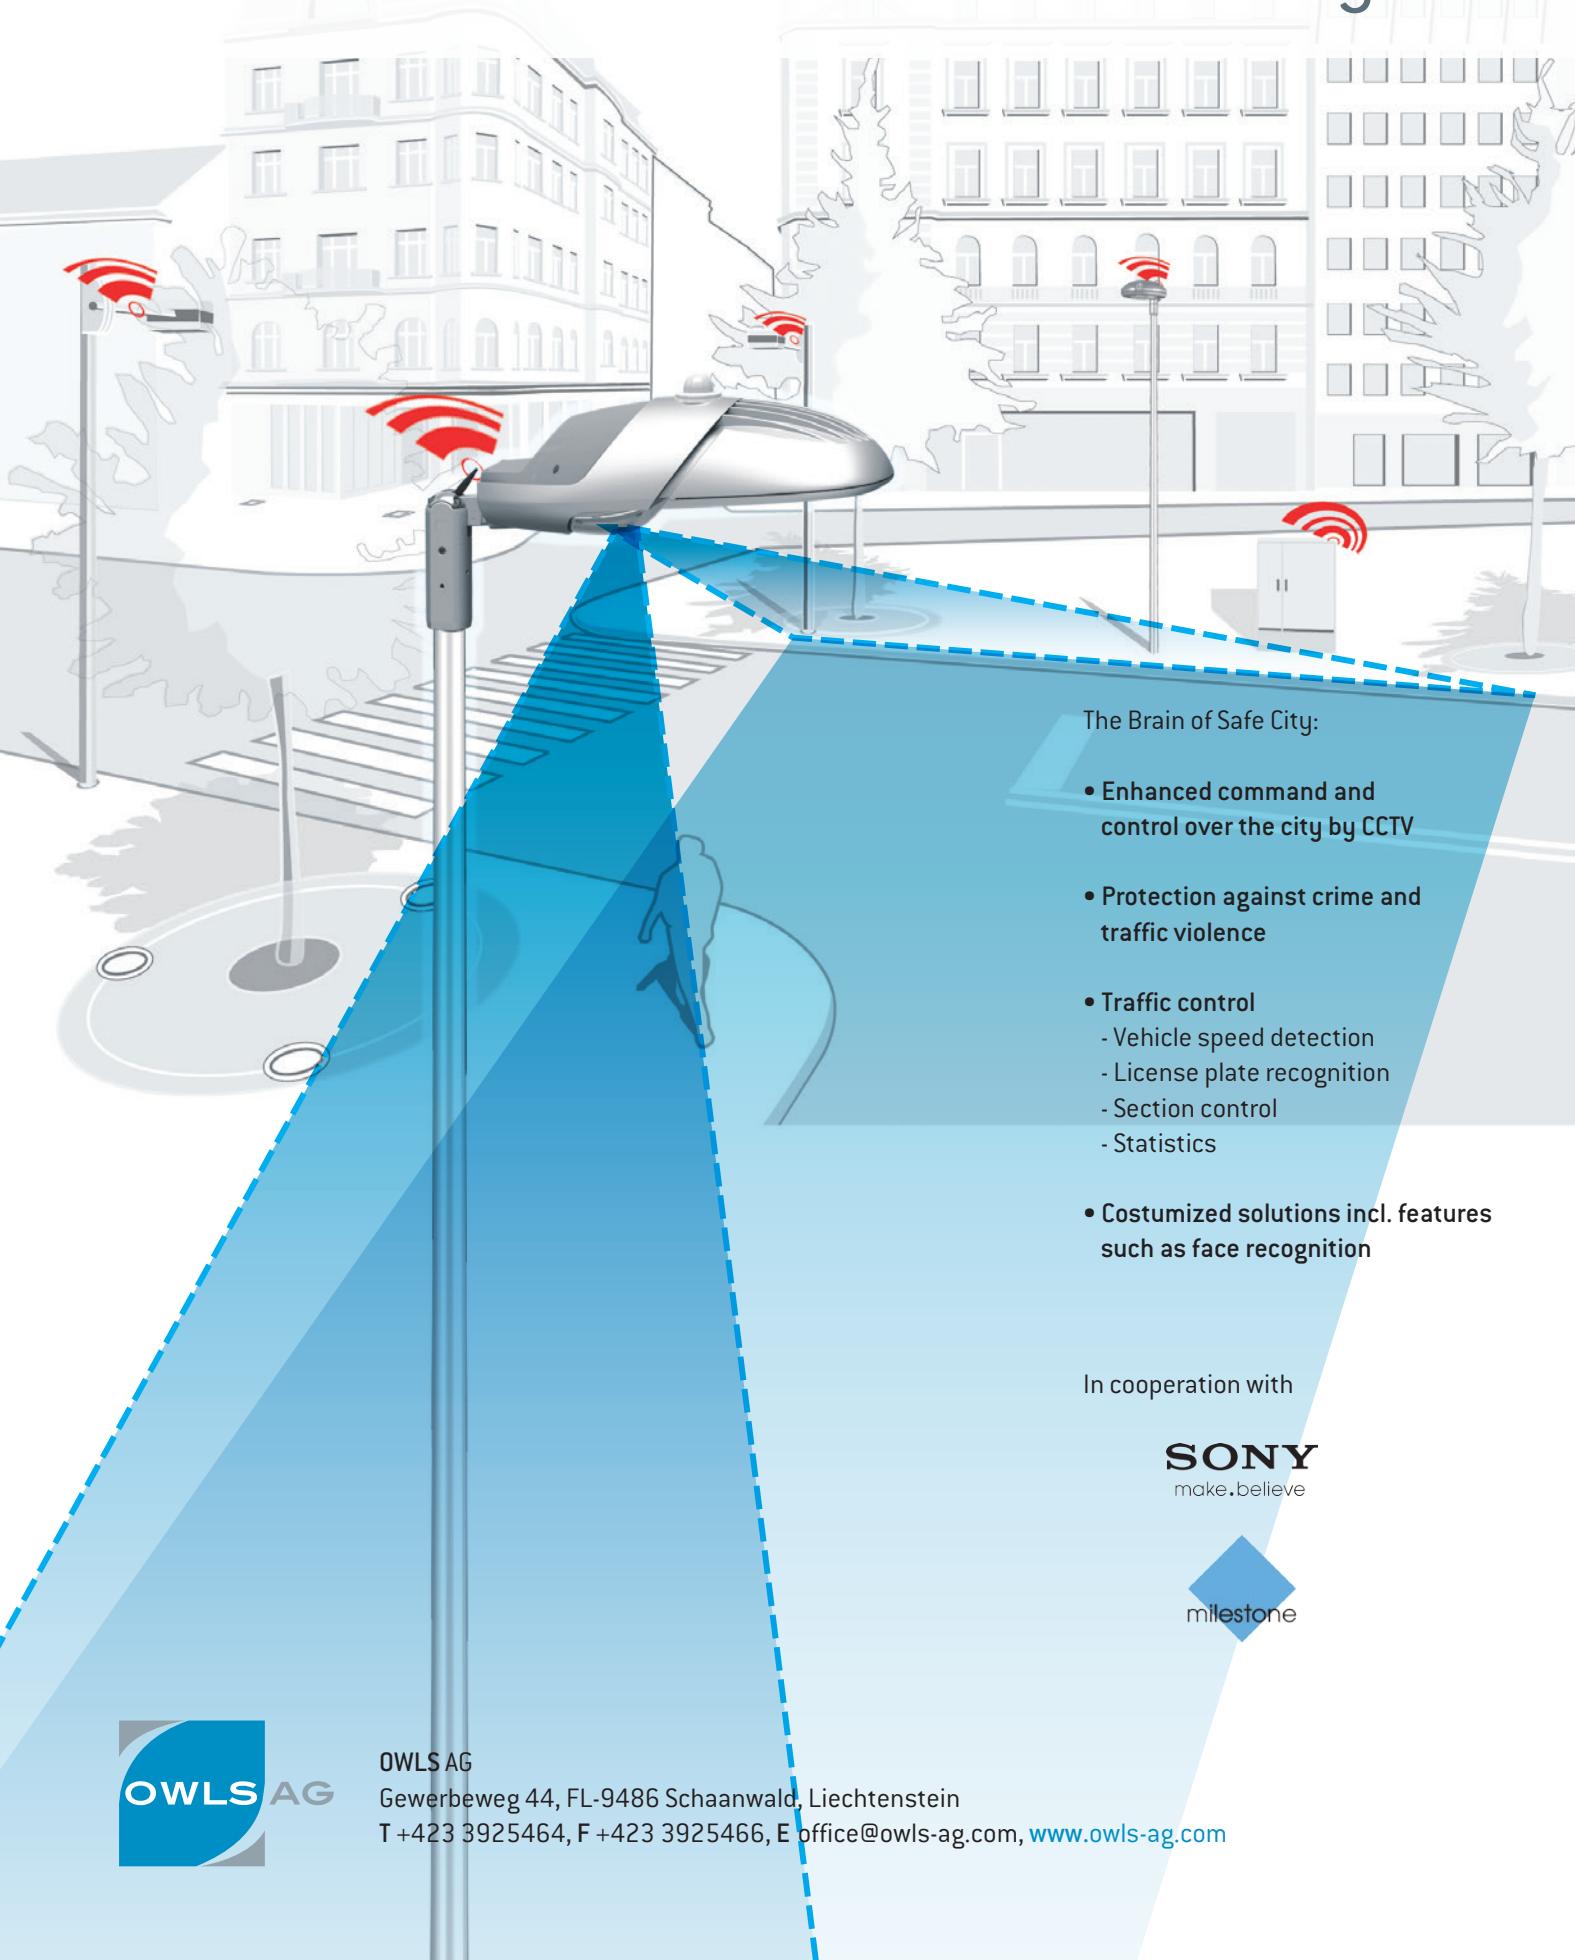 The Brain of Safe City:
• Enhanced command and
control over the city by CCTV
• Protection against crime and
traffic violence
• Traffic control
- Vehicle speed detection
- License plate recognition
- Section control
- Statistics
• Costumized solutions incl. features
such as face recognition
In cooperation with
SONY
make.believe
milestone
OWLS AG
OWLS AG
Gewerbeweg 44, FL-9486 Schaanwald, Liechtenstein
T +423 3925464, F +423 3925466, E office@owls-ag.com, www.owls-ag.com